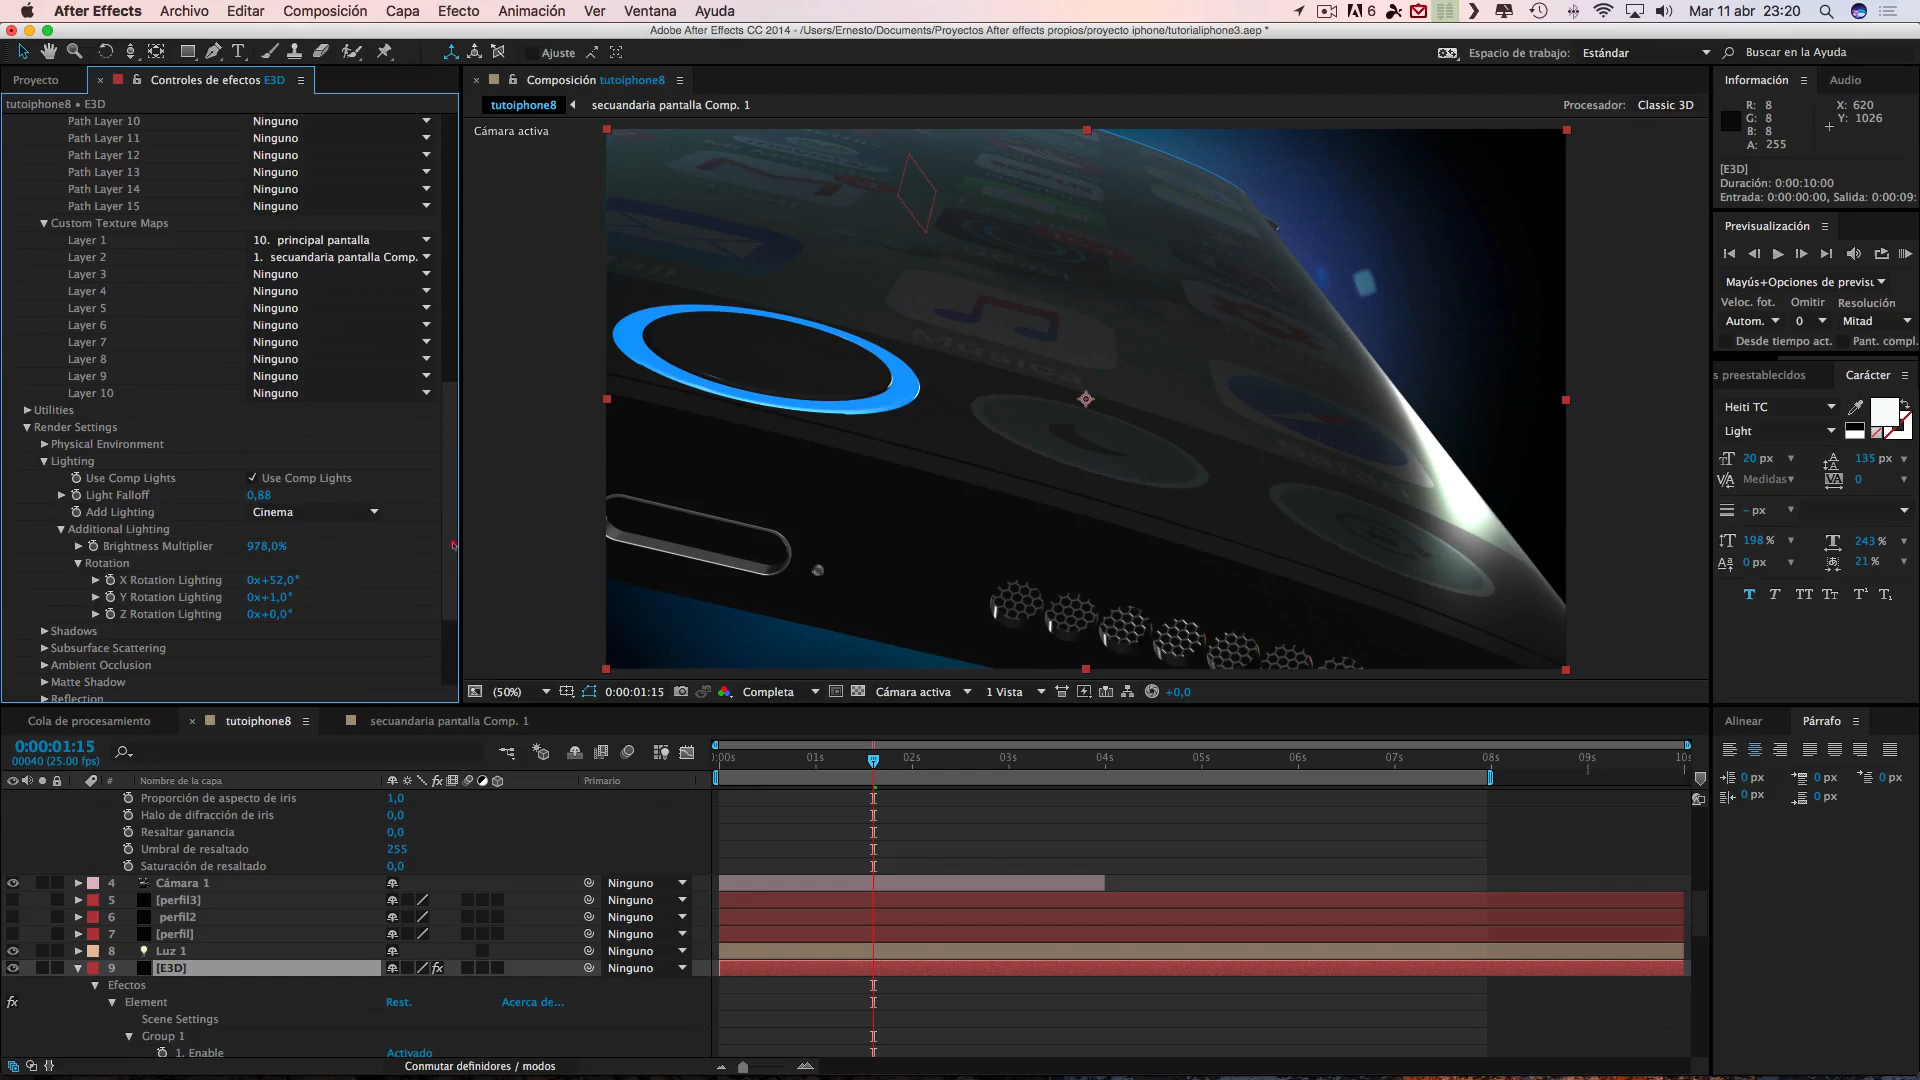 After Effects Archivo Editar Composición Capa Efecto Animación Ver Ventana Ayuda 6 Mar 11 abr 23:20
Adobe After Effects CC 2014 - /Users/Ernesto/Documents/Proyectos After effects propios/proyecto iphone/tutorialiphone3.aep *
Ajuste Espacio de trabajo: Estándar Buscar en la Ayuda
Proyecto × Controles de efectos E3D
× Composición tutoiphone8
Información Audio
tutoiphone8 • E3D
tutoiphone8 secuandaria pantalla Comp. 1 Procesador: Classic 3D
Cámara activa
R: 8 X: 620
G: 8 Y: 1026
B: 8
A: 255
[E3D]
Duración: 0:00:10:00
Entrada: 0:00:00:00, Salida: 0:00:09:
Path Layer 10 Ninguno
Path Layer 11 Ninguno
Path Layer 12 Ninguno
Path Layer 13 Ninguno
Path Layer 14 Ninguno
Path Layer 15 Ninguno
Custom Texture Maps
Layer 1 10. principal pantalla
Layer 2 1. secuandaria pantalla Comp.
Layer 3 Ninguno
Layer 4 Ninguno
Layer 5 Ninguno
Layer 6 Ninguno
Layer 7 Ninguno
Layer 8 Ninguno
Layer 9 Ninguno
Layer 10 Ninguno
Utilities
Render Settings
Physical Environment
Lighting
Use Comp Lights ✓ Use Comp Lights
Light Falloff 0,88
Add Lighting Cinema
Additional Lighting
Brightness Multiplier 978,0%
Rotation
X Rotation Lighting 0x+52,0°
Y Rotation Lighting 0x+1,0°
Z Rotation Lighting 0x+0,0°
Shadows
Subsurface Scattering
Ambient Occlusion
Matte Shadow
Reflection
Música
Safari
(50%) 0:00:01:15 Completa Cámara activa 1 Vista +0,0
Previsualización
Mayús+Opciones de previsu
Veloc. fot. Omitir Resolución
Autom. 0 Mitad
Desde tiempo act. Pant. compl.
s preestablecidos Carácter
Heiti TC
Light
20 px 135 px
Medidas 0
- px
198 % 243 %
0 px 21 %
T T TT Tт T¹ T₁
Cola de procesamiento × tutoiphone8 secuandaria pantalla Comp. 1
Alinear Párrafo
0:00:01:15
00040 (25.00 fps)
:00s 01s 02s 03s 04s 05s 06s 07s 08s 09s 10s
# Nombre de la capa Primario
0 px 0 px 0 px
0 px 0 px
Proporción de aspecto de iris 1,0
Halo de difracción de iris 0,0
Resaltar ganancia 0,0
Umbral de resaltado 255
Saturación de resaltado 0,0
4 Cámara 1 Ninguno
5 [perfil3] Ninguno
6 perfil2 Ninguno
7 [perfil] Ninguno
8 Luz 1 Ninguno
9 [E3D] fx Ninguno
Efectos
fx Element Rest. Acerca de...
Scene Settings
Group 1
1. Enable Activado
Conmutar definidores / modos